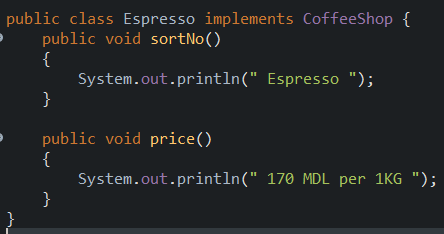 public class Espresso implements CoffeeShop {
    public void sortNo()
    {
        System.out.println(" Espresso ");
    }

    public void price()
    {
        System.out.println(" 170 MDL per 1KG ");
    }
}